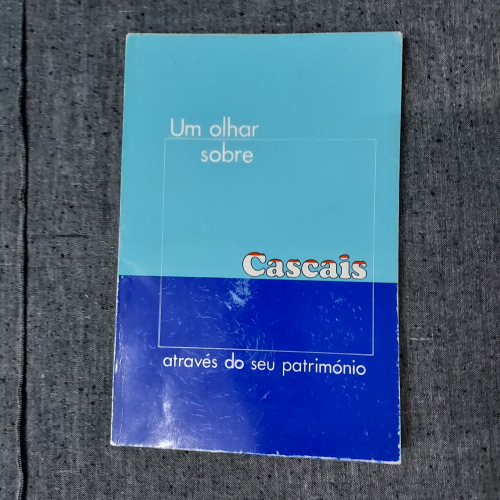 Um olhar
sobre
Cascais
através do seu património